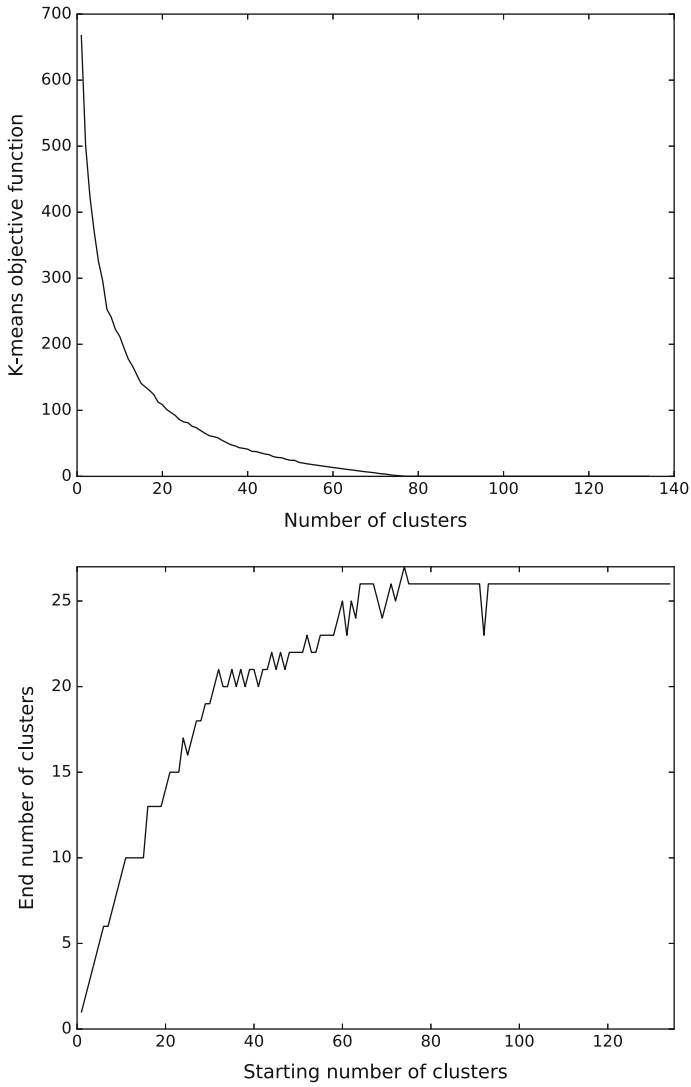 700
600
500
400
300
200
100
0
K-means objective function
0 20 40 60 80 100 120 140
Number of clusters
25
20
15
10
5
0
End number of clusters
0 20 40 60 80 100 120
Starting number of clusters